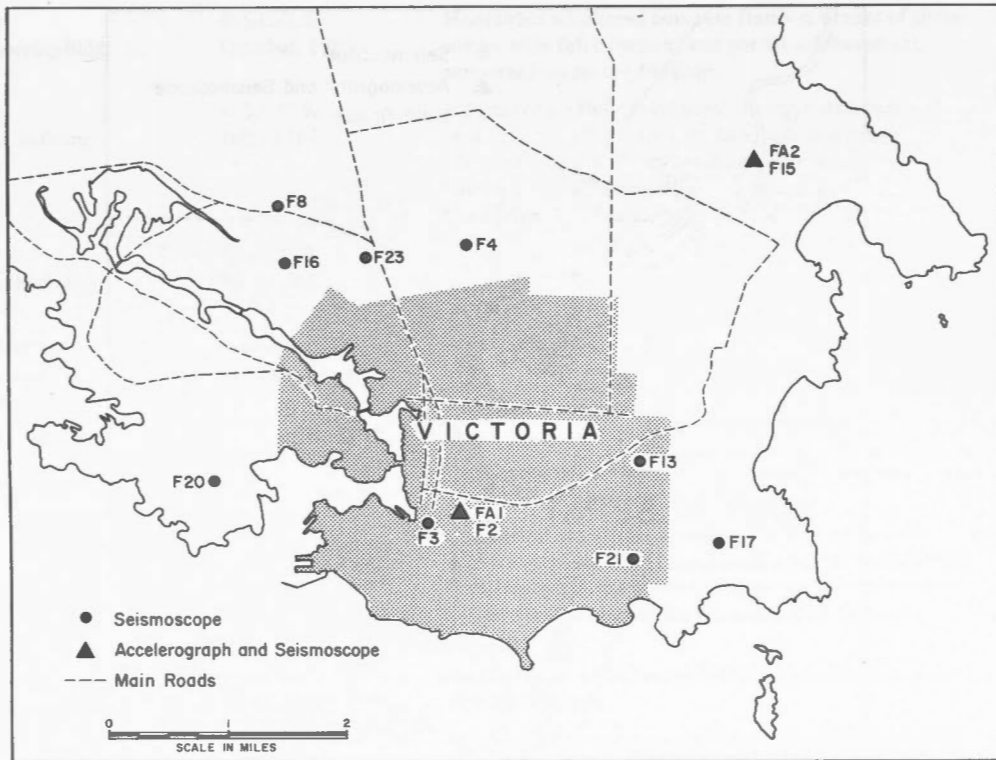 FA2
F15
F8
F4
F23
F16
VICTORIA
F13
F20
FA1
F2
F3
F17
F21
Seismoscope
Accelerograph and Seismoscope
Main Roads
0 1 2
SCALE IN MILES